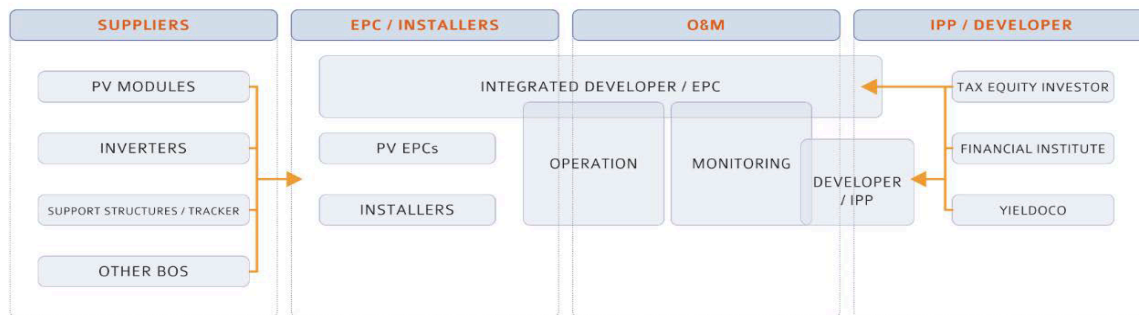 SUPPLIERS
EPC / INSTALLERS
O&M
IPP / DEVELOPER
PV MODULES
INVERTERS
SUPPORT STRUCTURES / TRACKER
OTHER BOS
INTEGRATED DEVELOPER / EPC
PV EPCs
INSTALLERS
OPERATION
MONITORING
DEVELOPER
/ IPP
TAX EQUITY INVESTOR
FINANCIAL INSTITUTE
YIELDOCO